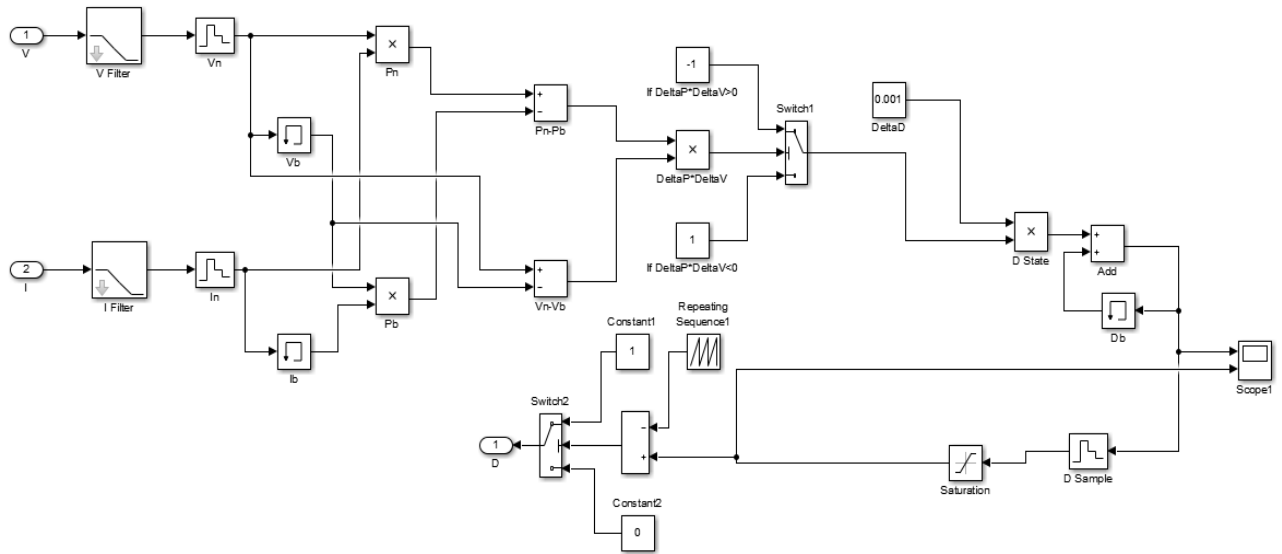 1
V
V Filter
Vn
×
Pn
-1
If DeltaP*DeltaV>0
+
−
Pn-Pb
Switch1
0.001
DeltaD
Vb
×
DeltaP*DeltaV
2
I
I Filter
In
1
If DeltaP*DeltaV<0
×
D State
+
+
Add
×
Pb
+
−
Vn-Vb
Ib
Constant1
1
Repeating
Sequence1
Db
Scope1
Switch2
1
D
−
+
Saturation
D Sample
Constant2
0